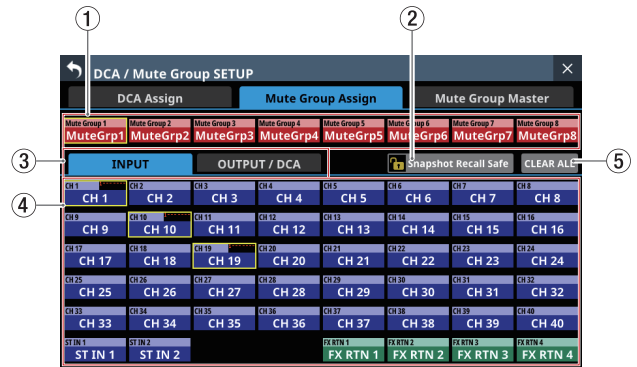 ① ②
DCA / Mute Group SETUP ×
DCA Assign Mute Group Assign Mute Group Master
Mute Group 1 Mute Group 2 Mute Group 3 Mute Group 4 Mute Group 5 Mute Group 6 Mute Group 7 Mute Group 8
MuteGrp1 MuteGrp2 MuteGrp3 MuteGrp4 MuteGrp5 MuteGrp6 MuteGrp7 MuteGrp8
③ INPUT OUTPUT / DCA Snapshot Recall Safe CLEAR ALL ⑤
④
CH 1 CH 2 CH 3 CH 4 CH 5 CH 6 CH 7 CH 8
CH 1 CH 2 CH 3 CH 4 CH 5 CH 6 CH 7 CH 8
CH 9 CH 10 CH 11 CH 12 CH 13 CH 14 CH 15 CH 16
CH 9 CH 10 CH 11 CH 12 CH 13 CH 14 CH 15 CH 16
CH 17 CH 18 CH 19 CH 20 CH 21 CH 22 CH 23 CH 24
CH 17 CH 18 CH 19 CH 20 CH 21 CH 22 CH 23 CH 24
CH 25 CH 26 CH 27 CH 28 CH 29 CH 30 CH 31 CH 32
CH 25 CH 26 CH 27 CH 28 CH 29 CH 30 CH 31 CH 32
CH 33 CH 34 CH 35 CH 36 CH 37 CH 38 CH 39 CH 40
CH 33 CH 34 CH 35 CH 36 CH 37 CH 38 CH 39 CH 40
ST IN 1 ST IN 2 FX RTN 1 FX RTN 2 FX RTN 3 FX RTN 4
ST IN 1 ST IN 2 FX RTN 1 FX RTN 2 FX RTN 3 FX RTN 4